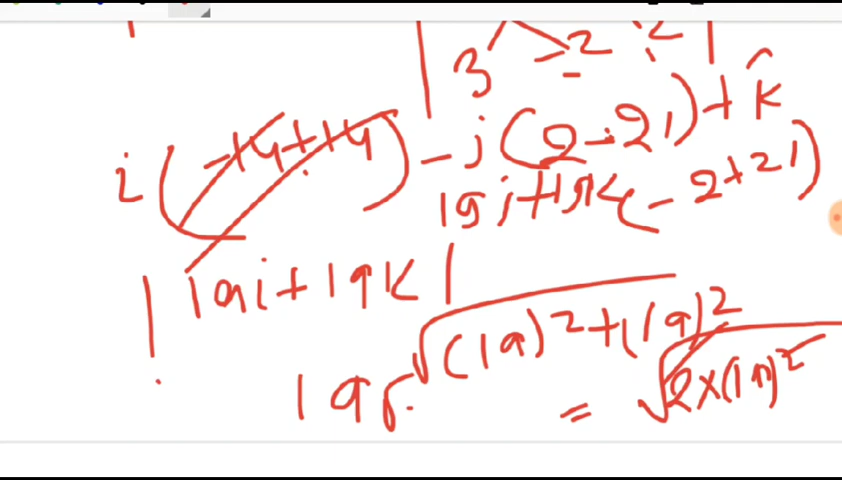 3 -2 2
i(-14+14) - j(2-21) + k̂
19j+19k(-2+21)
|19j+19k|
√(19)²+(19)²
19√ = √2×(19)²